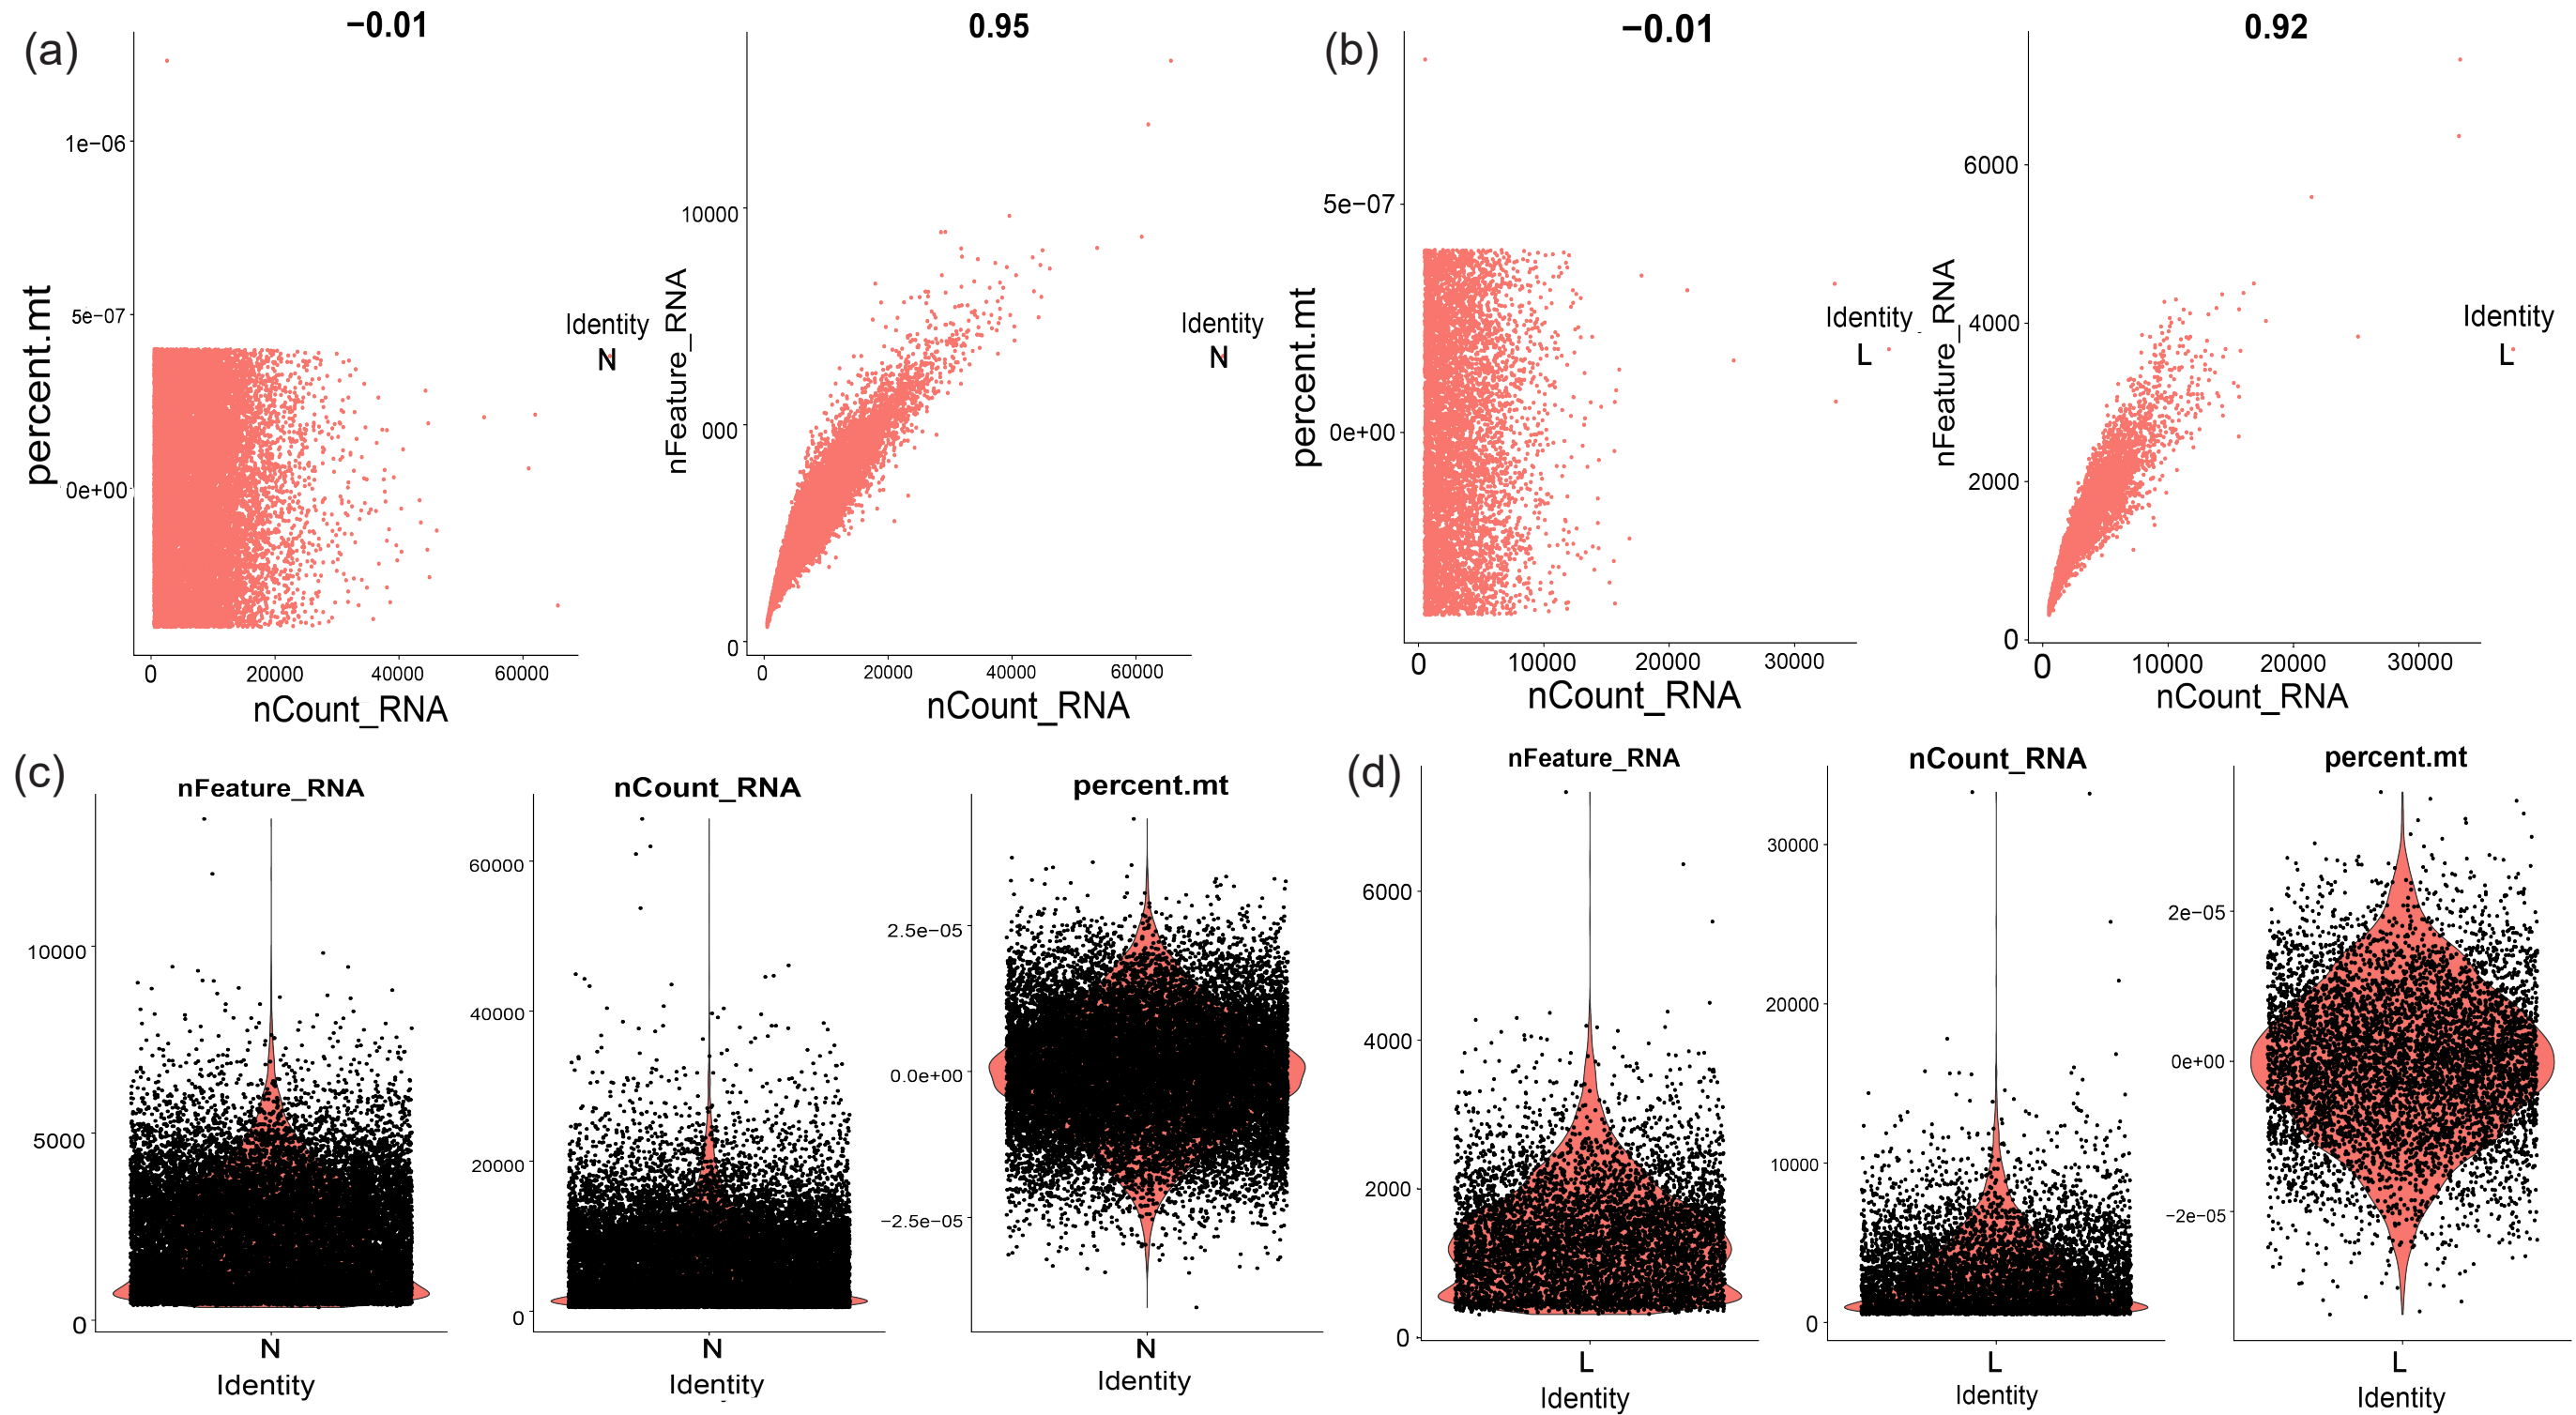 (a)
−0.01
percent.mt
1e−06
5e−07
0e+00
0
20000
40000
60000
nCount_RNA
Identity
N
0.95
nFeature_RNA
10000
000
0
0
20000
40000
60000
nCount_RNA
Identity
N
(b)
−0.01
percent.mt
5e−07
0e+00
0
10000
20000
30000
nCount_RNA
Identity
L
0.92
nFeature_RNA
6000
4000
2000
0
0
10000
20000
30000
nCount_RNA
Identity
L
(c)
nFeature_RNA
10000
5000
0
N
Identity
nCount_RNA
60000
40000
20000
0
N
Identity
percent.mt
2.5e−05
0.0e+00
−2.5e−05
N
Identity
(d)
nFeature_RNA
6000
4000
2000
0
L
Identity
nCount_RNA
30000
20000
10000
0
L
Identity
percent.mt
2e−05
0e+00
−2e−05
L
Identity